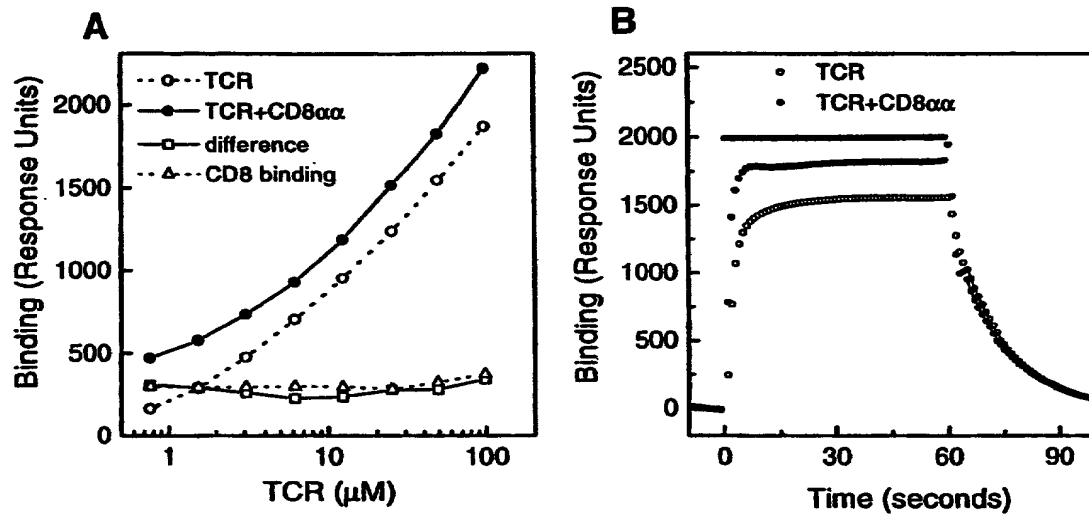 A
Binding (Response Units)
2000
1500
1000
500
0
TCR
TCR+CD8αα
difference
CD8 binding
1
10
100
TCR (μM)
B
Binding (Response Units)
2500
2000
1500
1000
500
0
TCR
TCR+CD8αα
0
30
60
90
Time (seconds)